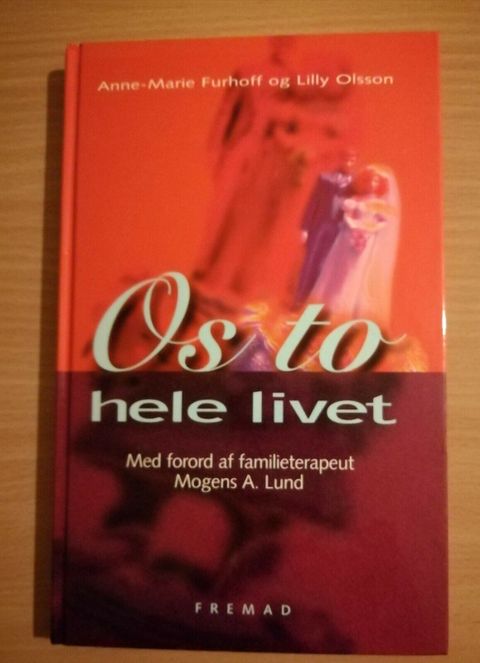 Anne-Marie Furhoff og Lilly Olsson
Os to
hele livet
Med forord af familieterapeut
Mogens A. Lund
FREMAD